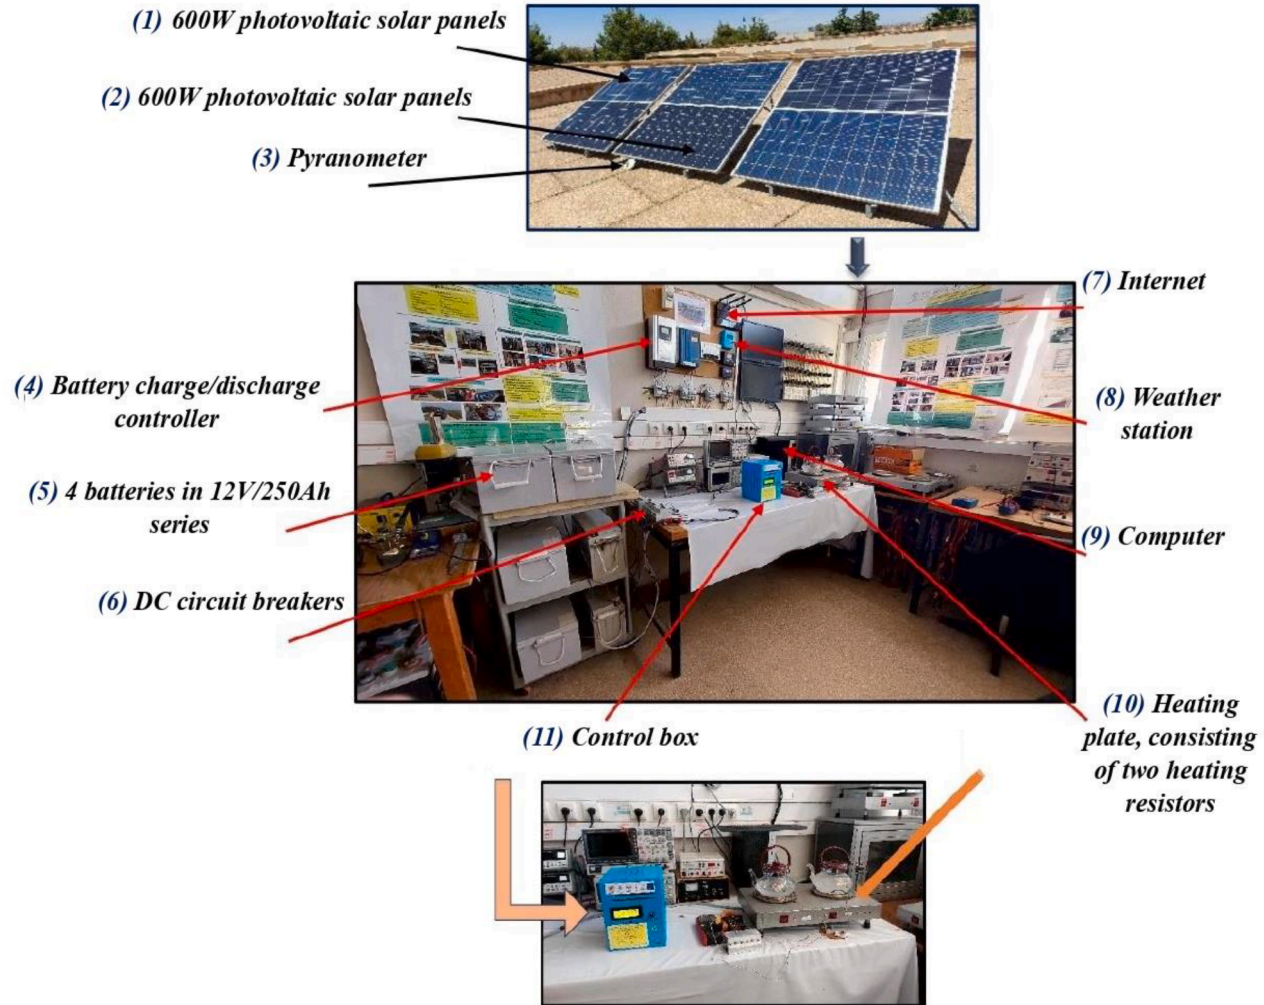 (1) 600W photovoltaic solar panels
(2) 600W photovoltaic solar panels
(3) Pyranometer
(7) Internet
(4) Battery charge/discharge
controller
(8) Weather
station
(5) 4 batteries in 12V/250Ah
series
(9) Computer
(6) DC circuit breakers
(10) Heating
plate, consisting
of two heating
resistors
(11) Control box